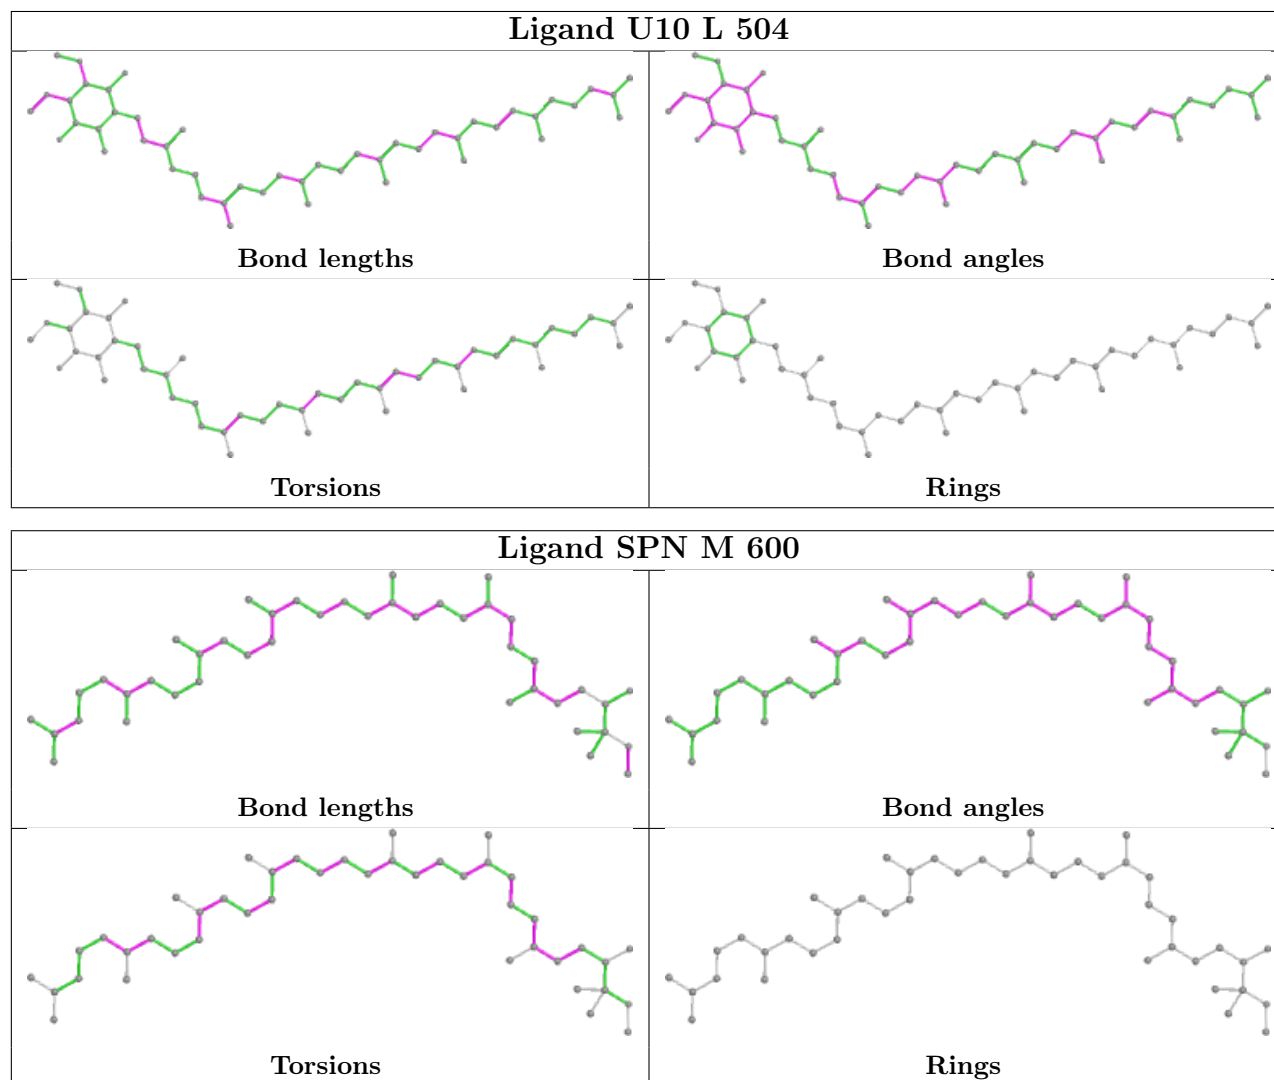 Ligand U10 L 504
Bond lengths
Bond angles
Torsions
Rings
Ligand SPN M 600
Bond lengths
Bond angles
Torsions
Rings